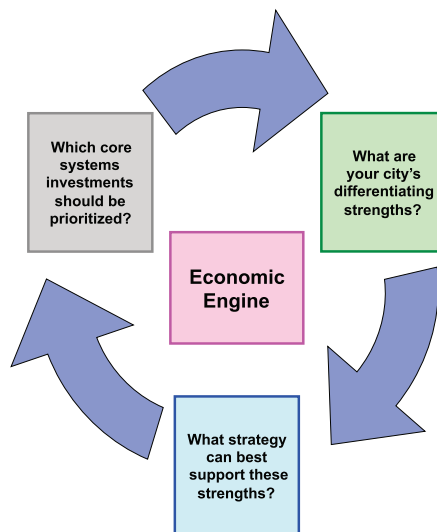 Which core
systems
investments
should be
prioritized?
What are
your city's
differentiating
strengths?
Economic
Engine
What strategy
can best
support these
strengths?